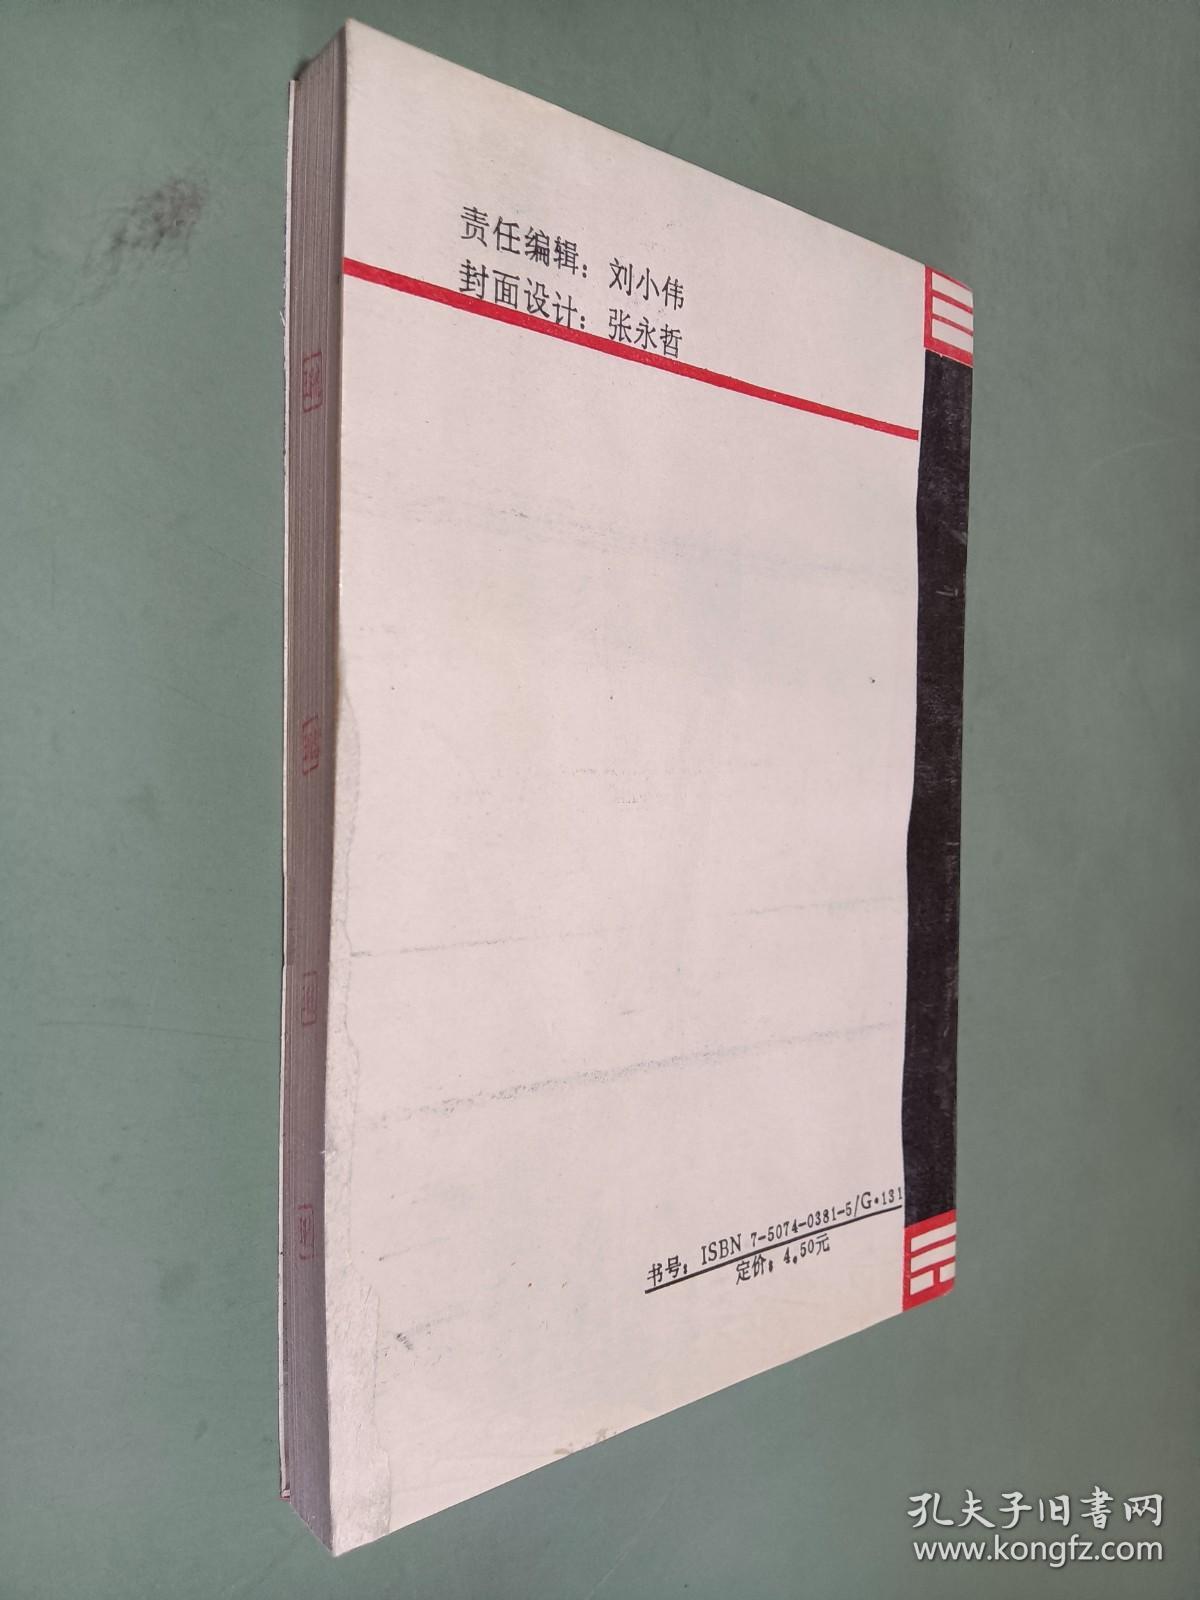 责任编辑：刘小伟
封面设计：张永哲
书号：ISBN 7-5074-0381-5/G·131
定价：4.50元
孔夫子旧书网
www.kongfz.com